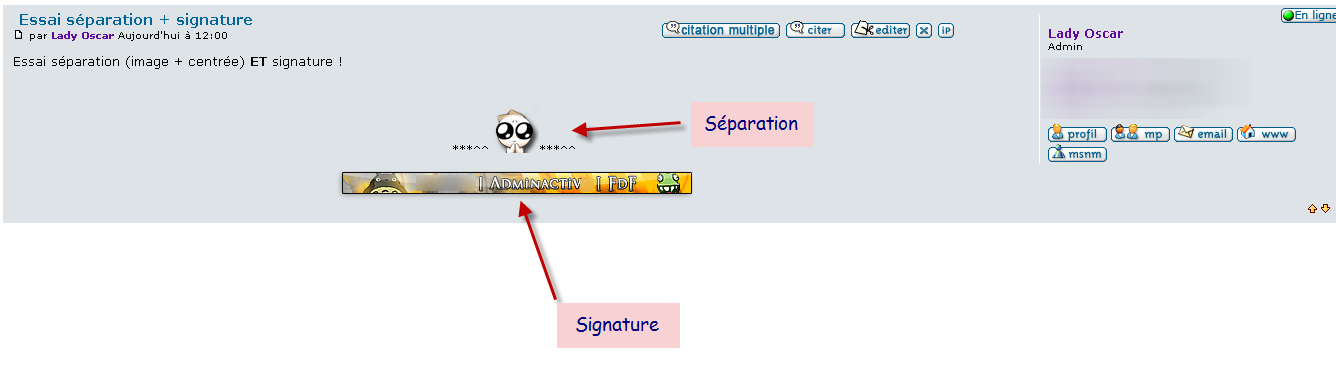 Essai séparation + signature
par Lady Oscar Aujourd'hui à 12:00
citation multiple
citer
editer
iP
En ligne
Lady Oscar
Admin
Essai séparation (image + centrée) ET signature !
profil
mp
email
www
msnm
Séparation
***^^ ***^^
| ADMINACTIV | FDF
Signature